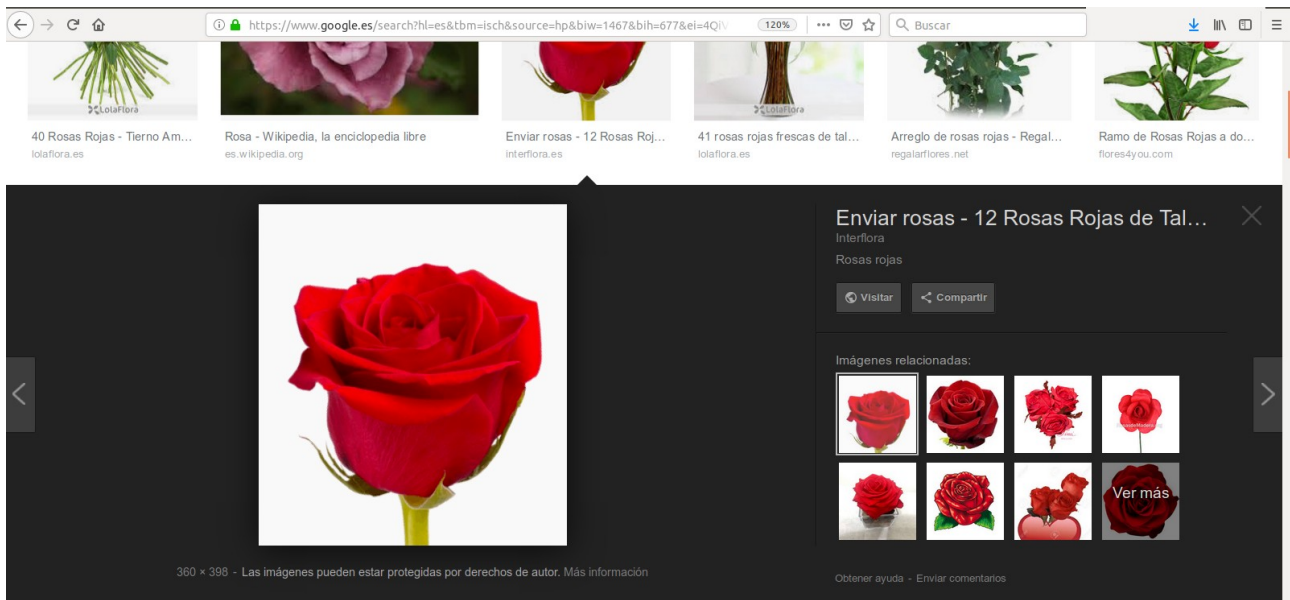 https://www.google.es/search?hl=es&tbm=isch&source=hp&biw=1467&bih=677&ei=4QiV
120%
Buscar
LolaFlora
LolaFlora
40 Rosas Rojas - Tierno Am...
lolaflora.es
Rosa - Wikipedia, la enciclopedia libre
es.wikipedia.org
Enviar rosas - 12 Rosas Roj...
interflora.es
41 rosas rojas frescas de tal...
lolaflora.es
Arreglo de rosas rojas - Regal...
regalarflores.net
Ramo de Rosas Rojas a do...
flores4you.com
Enviar rosas - 12 Rosas Rojas de Tal...
Interflora
Rosas rojas
Visitar
Compartir
Imágenes relacionadas:
Ver más
360 × 398 - Las imágenes pueden estar protegidas por derechos de autor. Más información
Obtener ayuda - Enviar comentarios